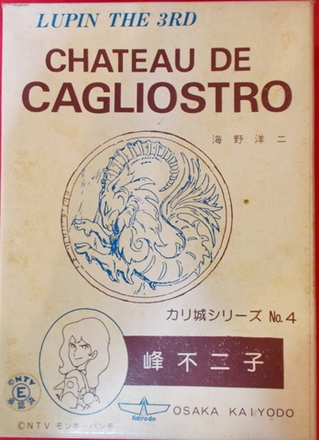 LUPIN THE 3RD
CHATEAU DE
CAGLIOSTRO
海野洋二
カリ城シリーズ No.4
峰不二子
©NTV
E
©NTV モンキーパンチ
Kaiyodo
OSAKA KAIYODO